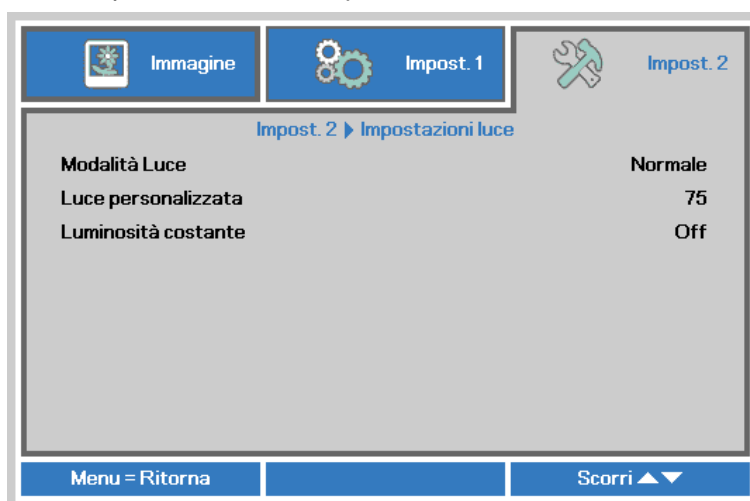 Immagine
Impost. 1
Impost. 2
Impost. 2 ▶ Impostazioni luce
Modalità Luce Normale
Luce personalizzata 75
Luminosità costante Off
Menu = Ritorna
Scorri ▲▼